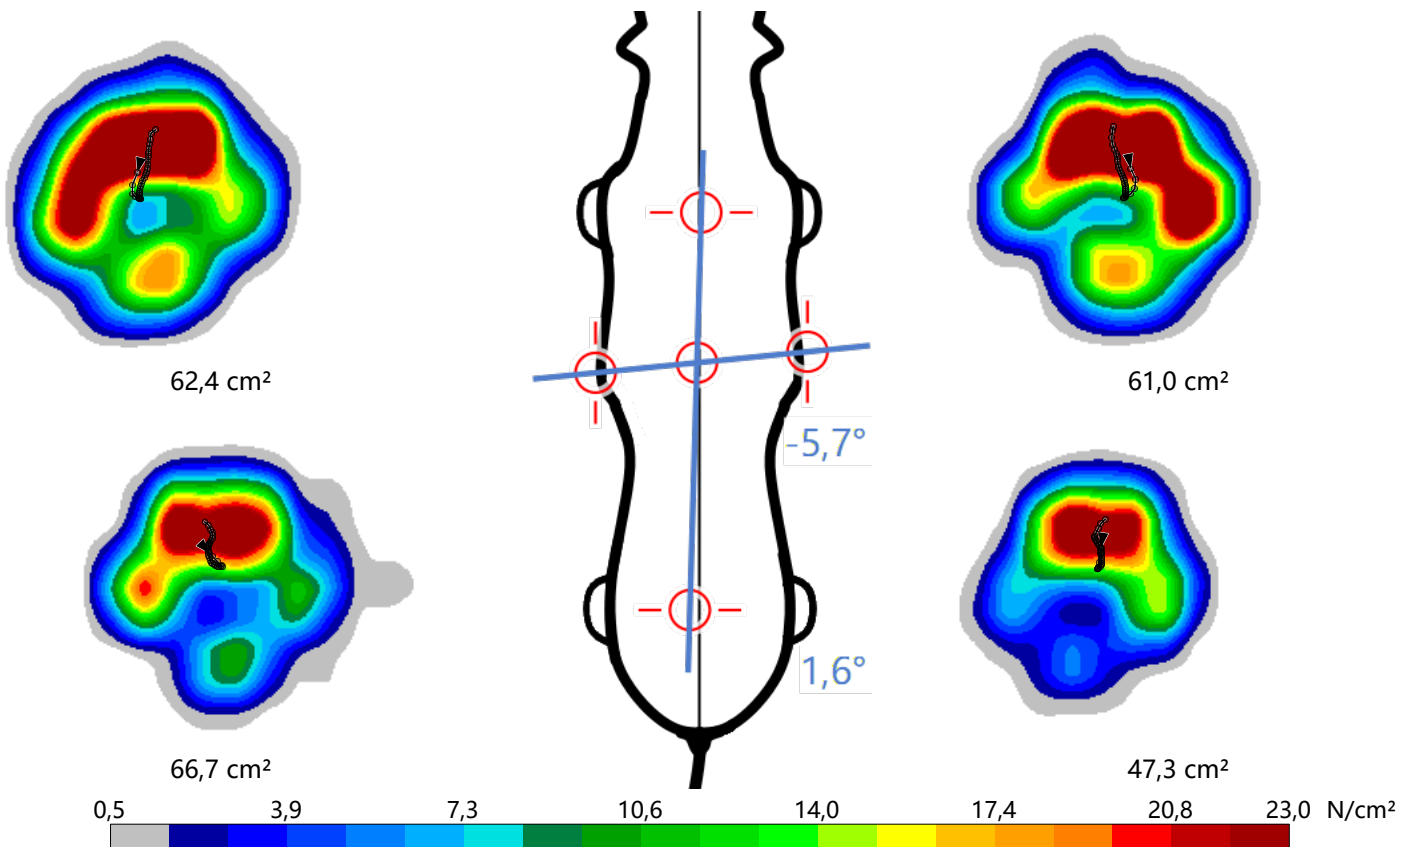 62,4 cm²
61,0 cm²
-5,7°
1,6°
66,7 cm²
47,3 cm²
0,5 3,9 7,3 10,6 14,0 17,4 20,8 23,0 N/cm²